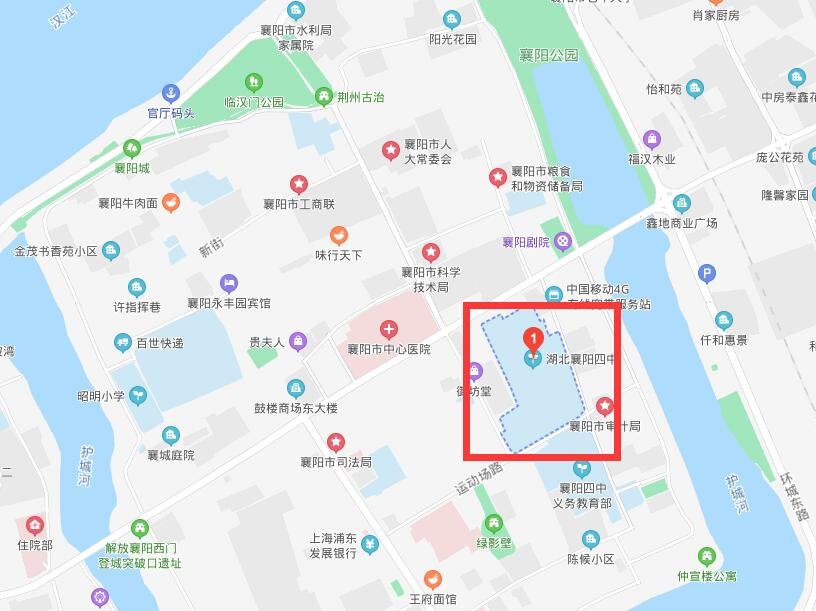 汉江
襄阳市水利局
家属院
阳光花园
肖家厨房
襄阳公园
怡和苑
官厅码头
临汉门公园
荆州古治
襄阳市人
大常委会
福汉木业
庞公花苑
襄阳城
襄阳牛肉面
襄阳市工商联
襄阳市粮食
和物资储备局
隆馨家园
鑫地商业广场
金茂书香苑小区
新街
味行天下
襄阳剧院
襄阳市科学
技术局
许指挥巷
襄阳永丰园宾馆
中国移动4G
P
百世快递
贵夫人
襄阳市中心医院
1
湖北襄阳四中
仟和惠景
昭明小学
鼓楼商场东大楼
御坊堂
襄阳市审计局
襄城庭院
襄阳市司法局
护城河
运动场路
襄阳四中
义务教育部
护城河
环城东路
住院部
解放襄阳西门
登城突破口遗址
上海浦东
发展银行
绿影壁
陈候小区
仲宣楼公寓
王府面馆